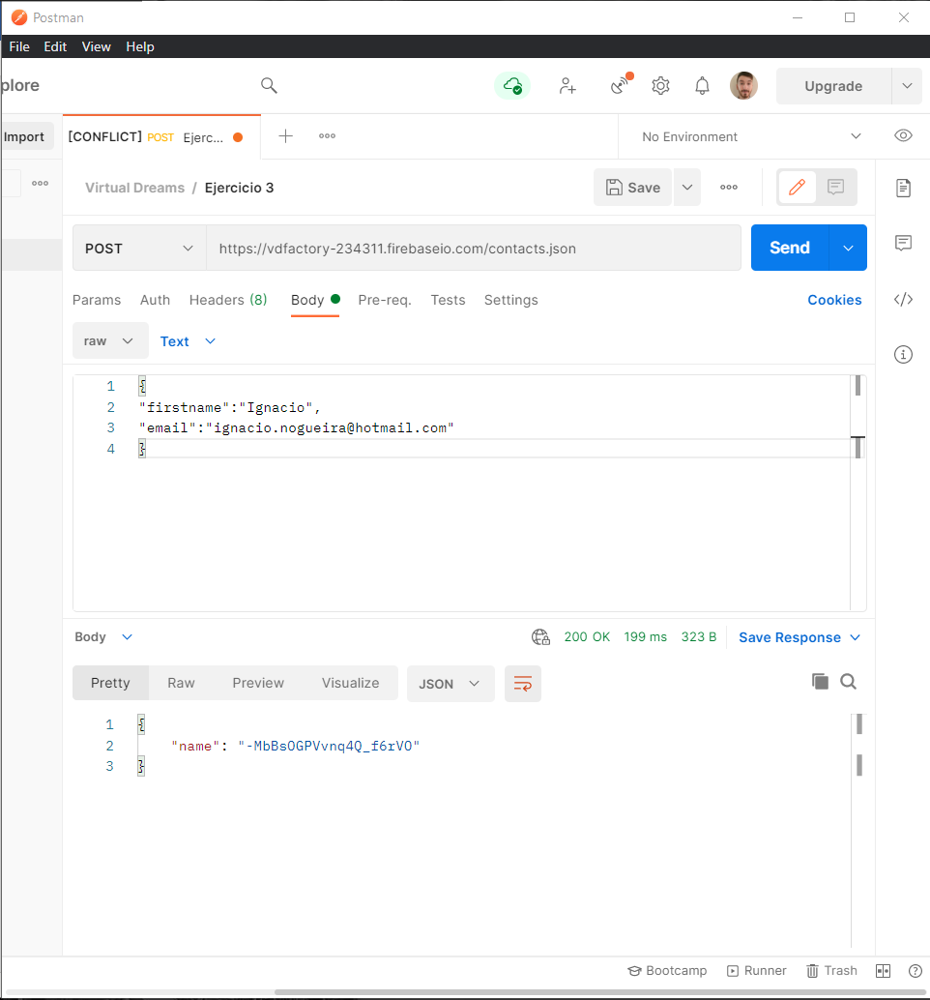 Postman
File Edit View Help
plore
Upgrade
Import
[CONFLICT] POST Ejerc...
No Environment
Virtual Dreams / Ejercicio 3
Save
POST
https://vdfactory-234311.firebaseio.com/contacts.json
Send
Params Auth Headers (8) Body Pre-req. Tests Settings
Cookies
raw Text
1 {
2 "firstname":"Ignacio",
3 "email":"ignacio.nogueira@hotmail.com"
4 }
Body
200 OK 199 ms 323 B Save Response
Pretty Raw Preview Visualize JSON
1 {
2 "name": "-MbBsOGPVvnq4Q_f6rVO"
3 }
Bootcamp Runner Trash